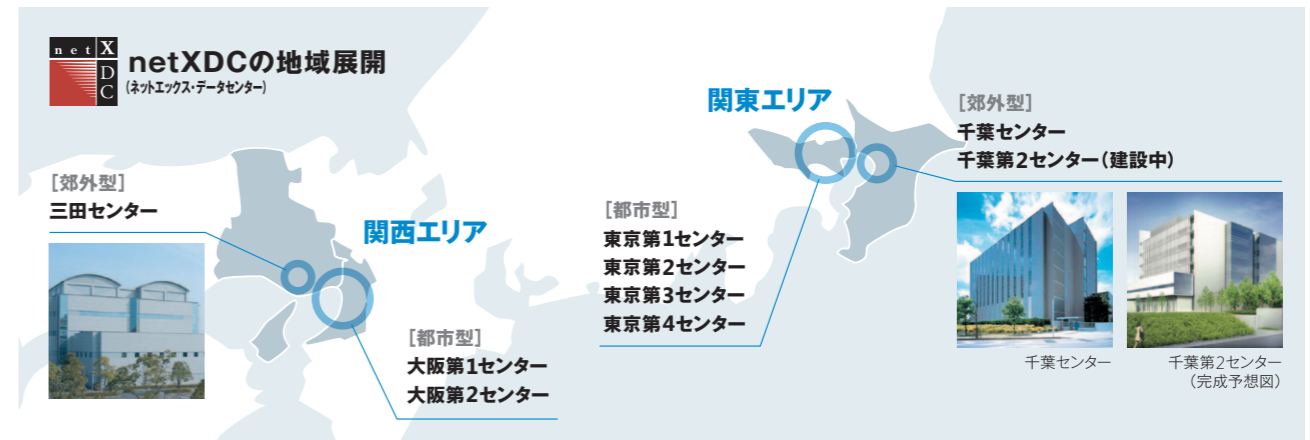 net X
D
C
netXDCの地域展開
(ネットエックス・データセンター)
[郊外型]
三田センター
関西エリア
[都市型]
大阪第1センター
大阪第2センター
関東エリア
[都市型]
東京第1センター
東京第2センター
東京第3センター
東京第4センター
[郊外型]
千葉センター
千葉第2センター(建設中)
千葉センター
千葉第2センター
(完成予想図)